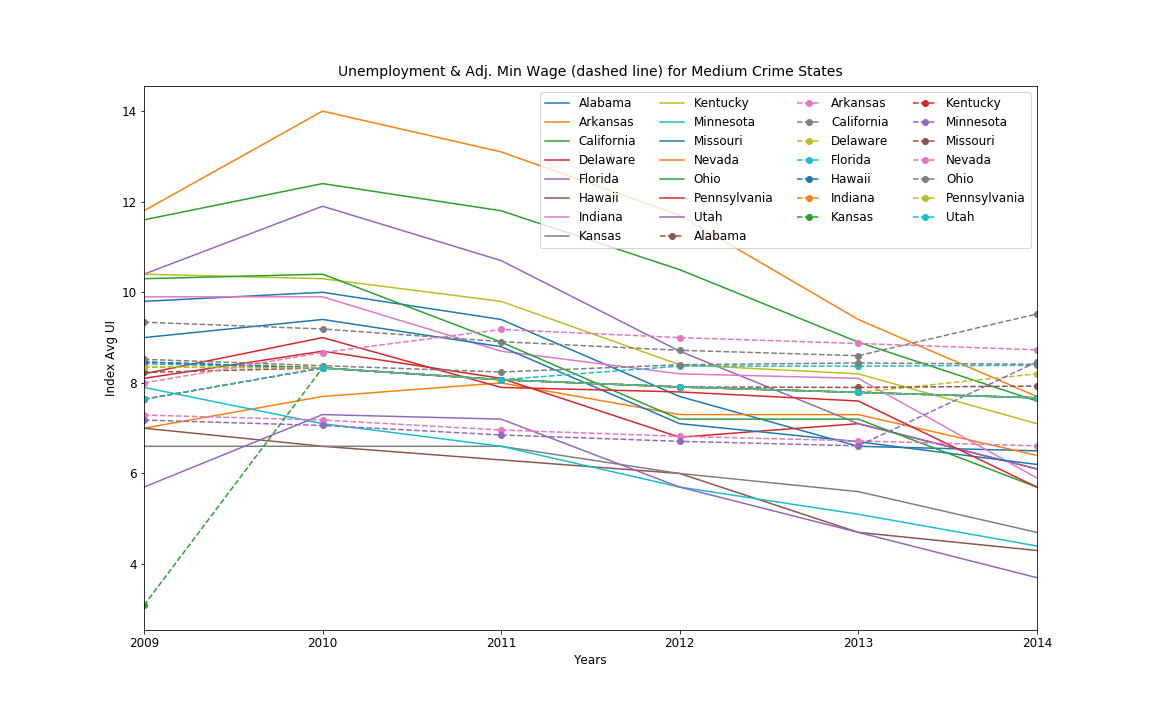 Unemployment & Adj. Min Wage (dashed line) for Medium Crime States
Alabama Kentucky Arkansas Kentucky
Arkansas Minnesota California Minnesota
California Missouri Delaware Missouri
Delaware Nevada Florida Nevada
Florida Ohio Hawaii Ohio
Hawaii Pennsylvania Indiana Pennsylvania
Indiana Utah Kansas Utah
Kansas Alabama
14
12
10
8
6
4
Index Avg UI
2009 2010 2011 2012 2013 2014
Years